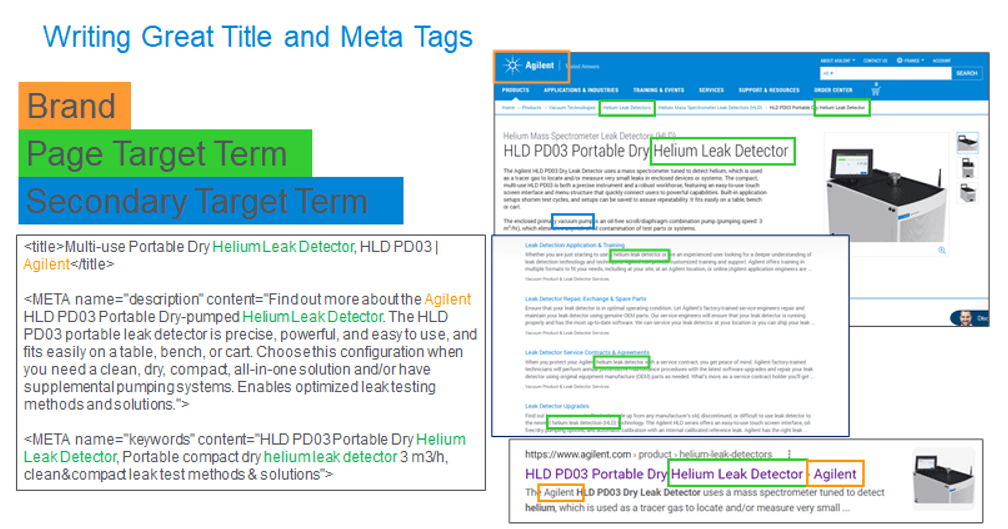 Writing Great Title and Meta Tags
Brand
Page Target Term
Secondary Target Term
<title>Multi-use Portable Dry Helium Leak Detector, HLD PD03 |
Agilent</title>
<META name="description" content="Find out more about the Agilent
HLD PD03 Portable Dry-pumped Helium Leak Detector. The HLD
PD03 portable leak detector is precise, powerful, and easy to use, and
fits easily on a table, bench, or cart. Choose this configuration when
you need a clean, dry, compact, all-in-one solution and/or have
supplemental pumping systems. Enables optimized leak testing
methods and solutions.">
<META name="keywords" content="HLD PD03 Portable Dry Helium
Leak Detector, Portable compact dry helium leak detector 3 m3/h,
clean&compact leak test methods & solutions">
Agilent
Trusted Answers
ABOUT AGILENT
CONTACT US
FRANCE
ACCOUNT
All
SEARCH
PRODUCTS
APPLICATIONS & INDUSTRIES
TRAINING & EVENTS
SERVICES
SUPPORT & RESOURCES
ORDER CENTER
Home
Products
Vacuum Technologies
Helium Leak Detectors
Helium Mass Spectrometer Leak Detectors (HLD)
HLD PD03 Portable Dry Helium Leak Detector
Helium Mass Spectrometer Leak Detectors (HLD)
HLD PD03 Portable Dry Helium Leak Detector
The Agilent HLD PD03 Dry Leak Detector uses a mass spectrometer tuned to detect helium, which is used
as a tracer gas to locate and/or measure very small leaks in enclosed devices or systems. The compact,
multi-use HLD PD03 is both a precise instrument and a robust workhorse, featuring an easy-to-use touch
screen interface and menu structure that quickly connect users to powerful capabilities. Built-in application
setups shorten test cycles, and setups can be saved to assure repeatability. It fits easily on a table, bench
or cart.
The enclosed primary vacuum pump is an oil-free scroll/diaphragm combination pump (pumping speed: 3
m³/h), which eliminates any risk of oil contamination of test parts or systems.
Leak Detection Application & Training
Whether you are just starting to use a helium leak detector or are an experienced user looking for a deeper understanding of
leak detection technology and techniques, Agilent can provide customized training and support. Agilent offers training in
multiple formats to fit your needs, including at your site, at an Agilent location, or online.|Agilent application engineers are ...
Vacuum Product & Leak Detector Services
Leak Detector Repair, Exchange & Spare Parts
Ensure that your leak detector is in optimal operating condition. Let Agilent's factory-trained service engineers repair and
maintain your leak detector using genuine OEM parts. Our service engineers will ensure that your leak detector is running
properly and has the most up-to-date software. We can service your leak detector at your location or you can ship your leak ...
Vacuum Product & Leak Detector Services
Leak Detector Service Contracts & Agreements
When you protect your Agilent helium leak detector with a service contract, you get peace of mind. Agilent factory-trained
technicians will perform annual maintenance procedures with the latest software upgrades and repair your leak
detector using original equipment manufacture (OEM) parts as needed. What's more, as a service contract holder you'll get ...
Vacuum Product & Leak Detector Services
Leak Detector Upgrades
Find out trade-up from any manufacturer's old, discontinued, or difficult to use leak detector to
the newest helium leak detection (HLD) technology. The Agilent HLD series offers an easy-to-use touch screen interface,
oil-free/dry pumping options, and automatic calibration with an internal calibrated reference leak. Agilent has the right leak ...
Disc
https://www.agilent.com › product › helium-leak-detectors
HLD PD03 Portable Dry Helium Leak Detector - Agilent
The Agilent HLD PD03 Dry Leak Detector uses a mass spectrometer tuned to detect
helium, which is used as a tracer gas to locate and/or measure very small ...